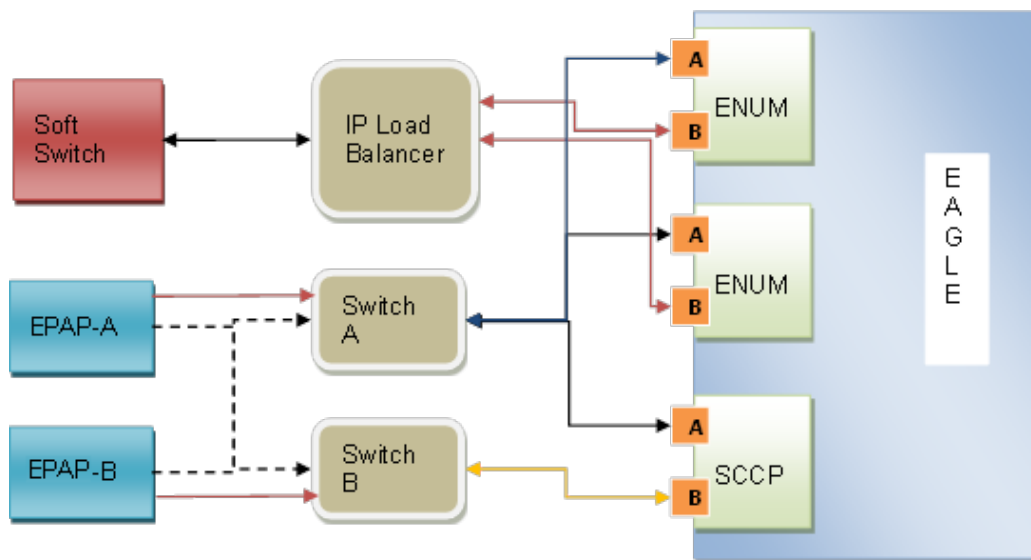 Soft
Switch
IP Load
Balancer
A
ENUM
B
E
A
G
L
E
A
ENUM
B
EPAP-A
Switch
A
EPAP-B
Switch
B
A
SCCP
B